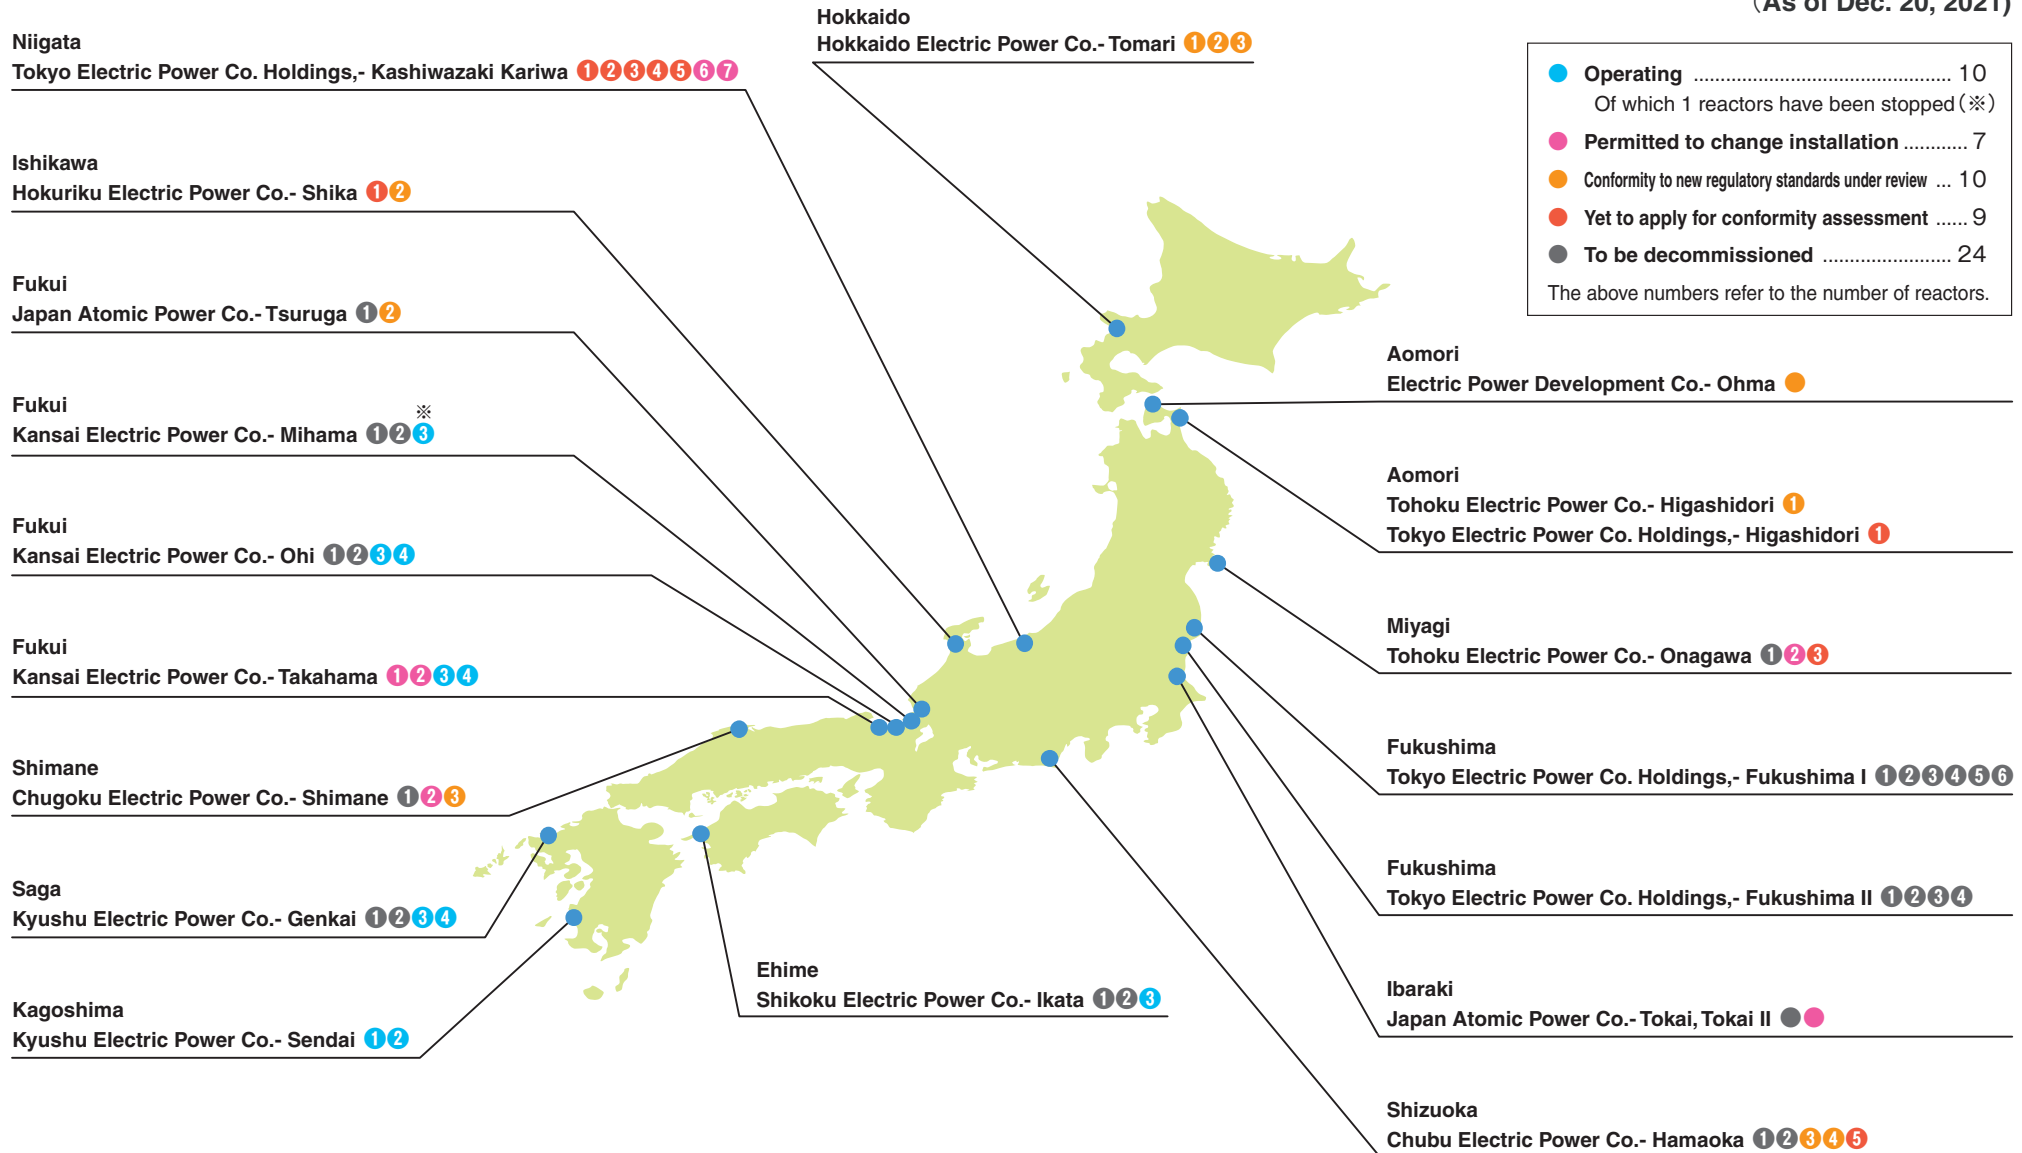 (As of Dec. 20, 2021)
Hokkaido
Hokkaido Electric Power Co.- Tomari 1 2 3
Niigata
Tokyo Electric Power Co. Holdings,- Kashiwazaki Kariwa 1 2 3 4 5 6 7
Operating ................................................ 10
Of which 1 reactors have been stopped (※)
Permitted to change installation ............ 7
Conformity to new regulatory standards under review ... 10
Yet to apply for conformity assessment ...... 9
To be decommissioned ........................ 24
The above numbers refer to the number of reactors.
Ishikawa
Hokuriku Electric Power Co.- Shika 1 2
Fukui
Japan Atomic Power Co.- Tsuruga 1 2
Fukui
※
Kansai Electric Power Co.- Mihama 1 2 3
Fukui
Kansai Electric Power Co.- Ohi 1 2 3 4
Fukui
Kansai Electric Power Co.- Takahama 1 2 3 4
Shimane
Chugoku Electric Power Co.- Shimane 1 2 3
Saga
Kyushu Electric Power Co.- Genkai 1 2 3 4
Kagoshima
Kyushu Electric Power Co.- Sendai 1 2
Ehime
Shikoku Electric Power Co.- Ikata 1 2 3
Aomori
Electric Power Development Co.- Ohma
Aomori
Tohoku Electric Power Co.- Higashidori 1
Tokyo Electric Power Co. Holdings,- Higashidori 1
Miyagi
Tohoku Electric Power Co.- Onagawa 1 2 3
Fukushima
Tokyo Electric Power Co. Holdings,- Fukushima I 1 2 3 4 5 6
Fukushima
Tokyo Electric Power Co. Holdings,- Fukushima II 1 2 3 4
Ibaraki
Japan Atomic Power Co.- Tokai, Tokai II
Shizuoka
Chubu Electric Power Co.- Hamaoka 1 2 3 4 5